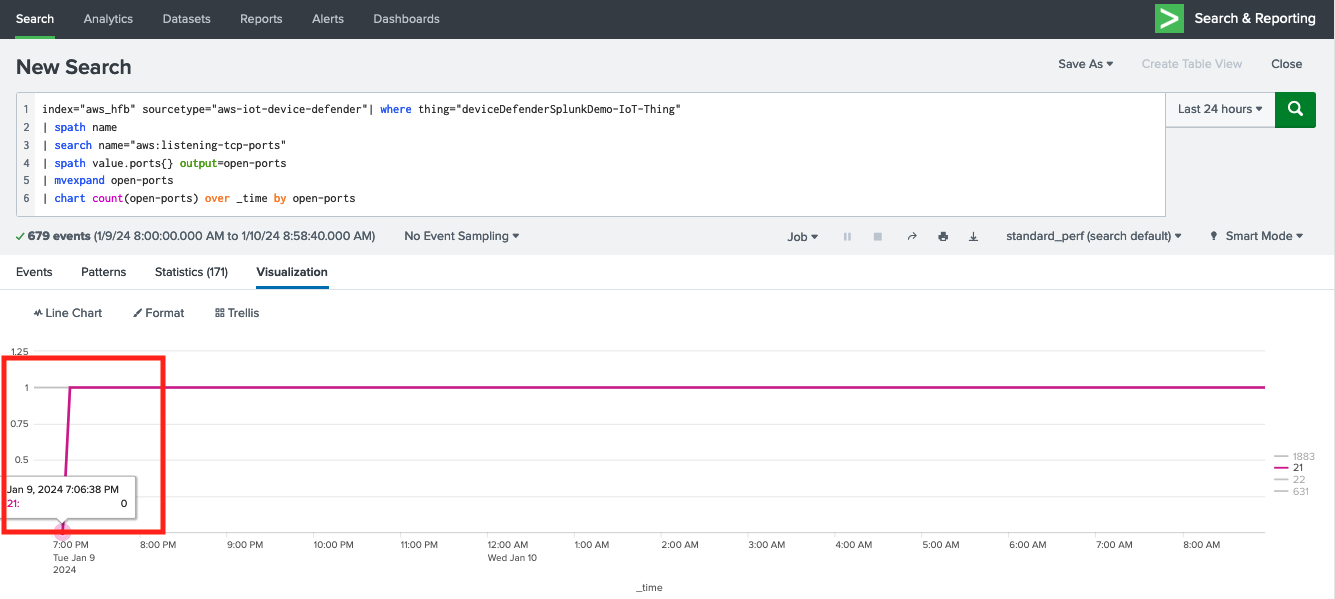 Search Analytics Datasets Reports Alerts Dashboards Search & Reporting
New Search Save As Create Table View Close
1 index="aws_hfb" sourcetype="aws-iot-device-defender"| where thing="deviceDefenderSplunkDemo-IoT-Thing" Last 24 hours
2 | spath name
3 | search name="aws:listening-tcp-ports"
4 | spath value.ports{} output=open-ports
5 | mvexpand open-ports
6 | chart count(open-ports) over _time by open-ports
679 events (1/9/24 8:00:00.000 AM to 1/10/24 8:58:40.000 AM) No Event Sampling Job standard_perf (search default) Smart Mode
Events Patterns Statistics (171) Visualization
Line Chart Format Trellis
1.25
1
0.75
0.5
1883
21
22
631
Jan 9, 2024 7:06:38 PM
21: 0
7:00 PM 8:00 PM 9:00 PM 10:00 PM 11:00 PM 12:00 AM 1:00 AM 2:00 AM 3:00 AM 4:00 AM 5:00 AM 6:00 AM 7:00 AM 8:00 AM
Tue Jan 9 Wed Jan 10
2024
_time